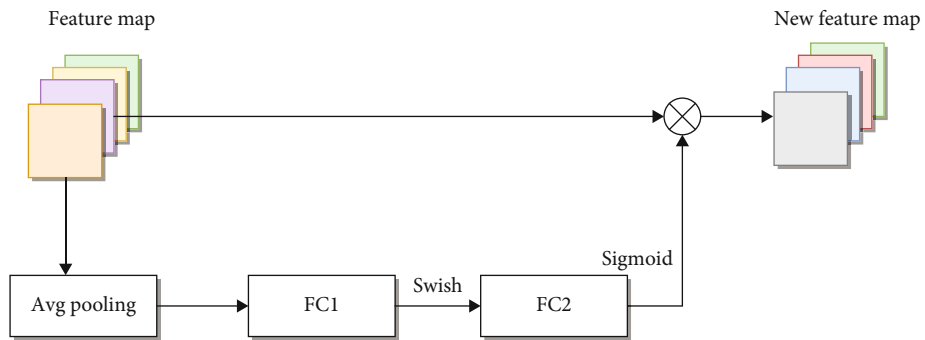 Feature map
New feature map
Sigmoid
Swish
Avg pooling
FC1
FC2